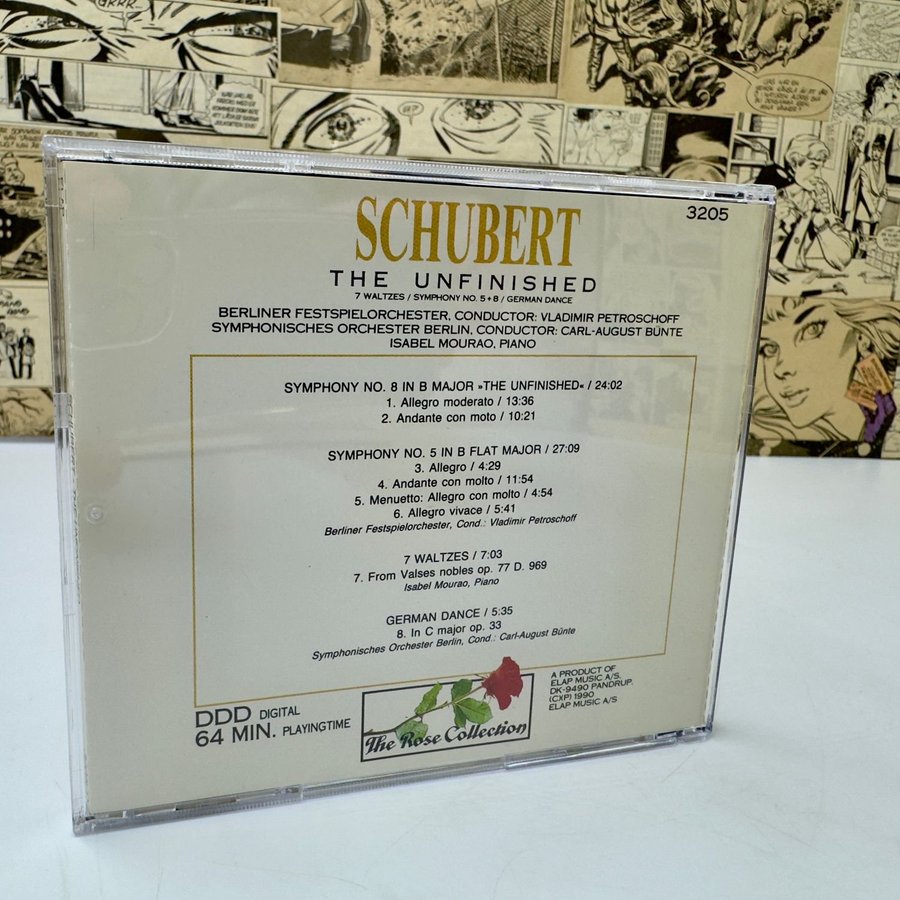 SCHUBERT
3205
THE UNFINISHED
7 WALTZES / SYMPHONY NO. 5+8 / GERMAN DANCE
BERLINER FESTSPIELORCHESTER, CONDUCTOR: VLADIMIR PETROSCHOFF
SYMPHONISCHES ORCHESTER BERLIN, CONDUCTOR: CARL-AUGUST BÜNTE
ISABEL MOURAO, PIANO
SYMPHONY NO. 8 IN B MAJOR »THE UNFINISHED« / 24:02
1. Allegro moderato / 13:36
2. Andante con moto / 10:21
SYMPHONY NO. 5 IN B FLAT MAJOR / 27:09
3. Allegro / 4:29
4. Andante con molto / 11:54
5. Menuetto: Allegro con molto / 4:54
6. Allegro vivace / 5:41
Berliner Festspielorchester, Cond.: Vladimir Petroschoff
7 WALTZES / 7:03
7. From Valses nobles op. 77 D. 969
Isabel Mourao, Piano
GERMAN DANCE / 5:35
8. In C major op. 33
Symphonisches Orchester Berlin, Cond.: Carl-August Bünte
DDD DIGITAL
64 MIN. PLAYINGTIME
The Rose Collection
A PRODUCT OF
ELAP MUSIC A/S,
DK-9490 PANDRUP.
(CXP) 1990
ELAP MUSIC A/S